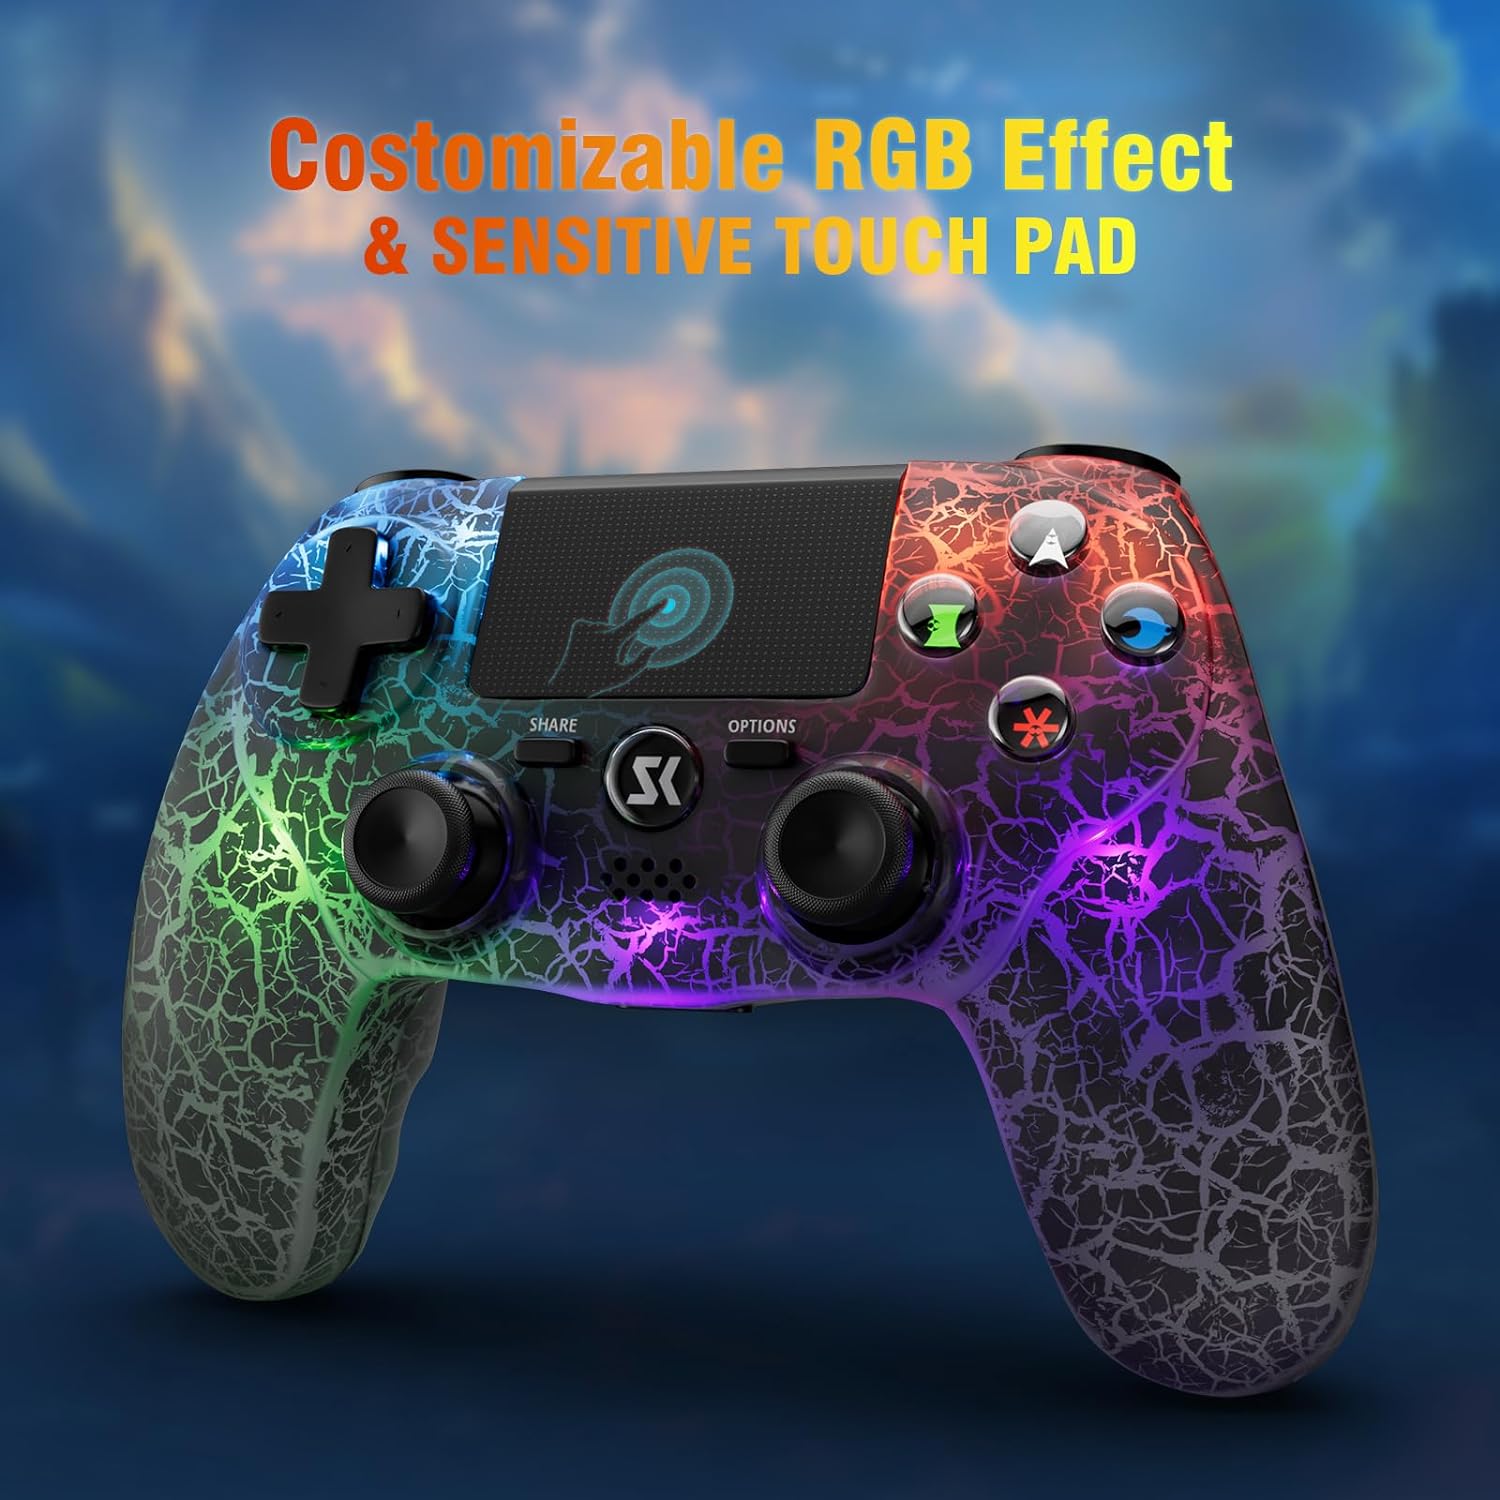 Costomizable RGB Effect
& SENSITIVE TOUCH PAD
SHARE
OPTIONS
SK